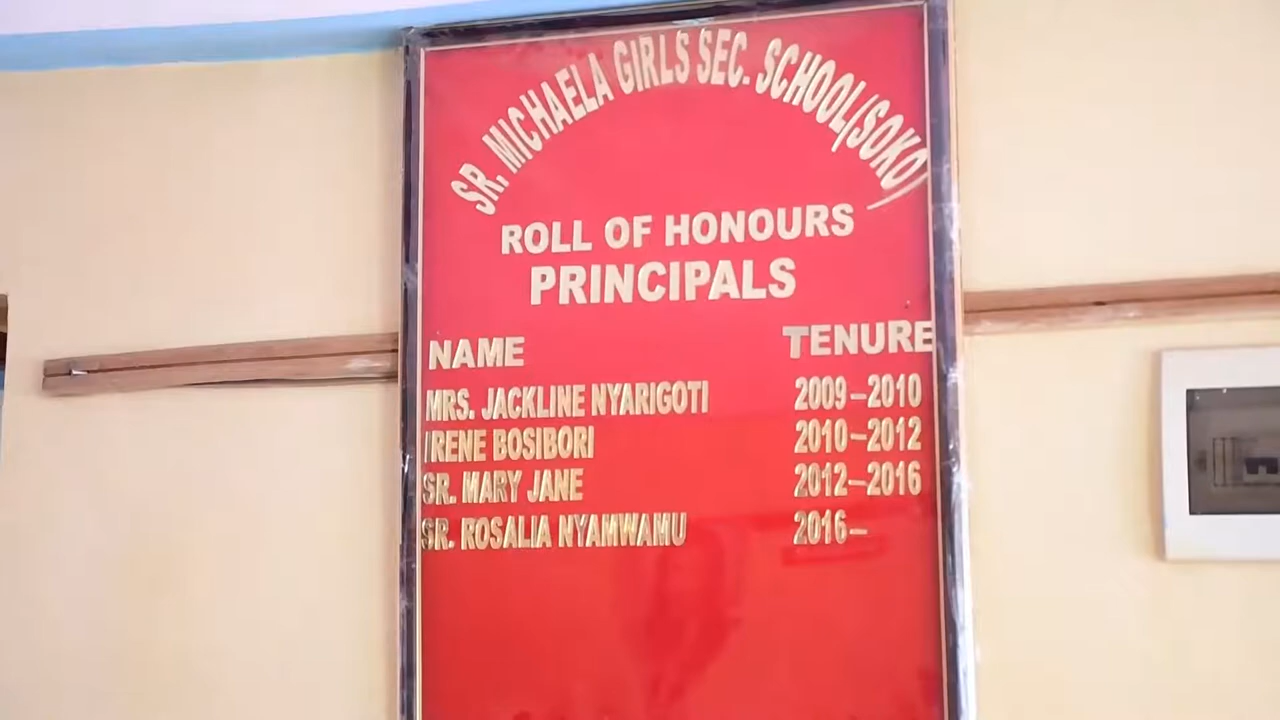 SR. MICHAELA GIRLS SEC. SCHOOL(SOKO)
ROLL OF HONOURS
PRINCIPALS
NAME TENURE
MRS. JACKLINE NYARIGOTI 2009–2010
IRENE BOSIBORI 2010–2012
SR. MARY JANE 2012–2016
SR. ROSALIA NYAMWAMU 2016–